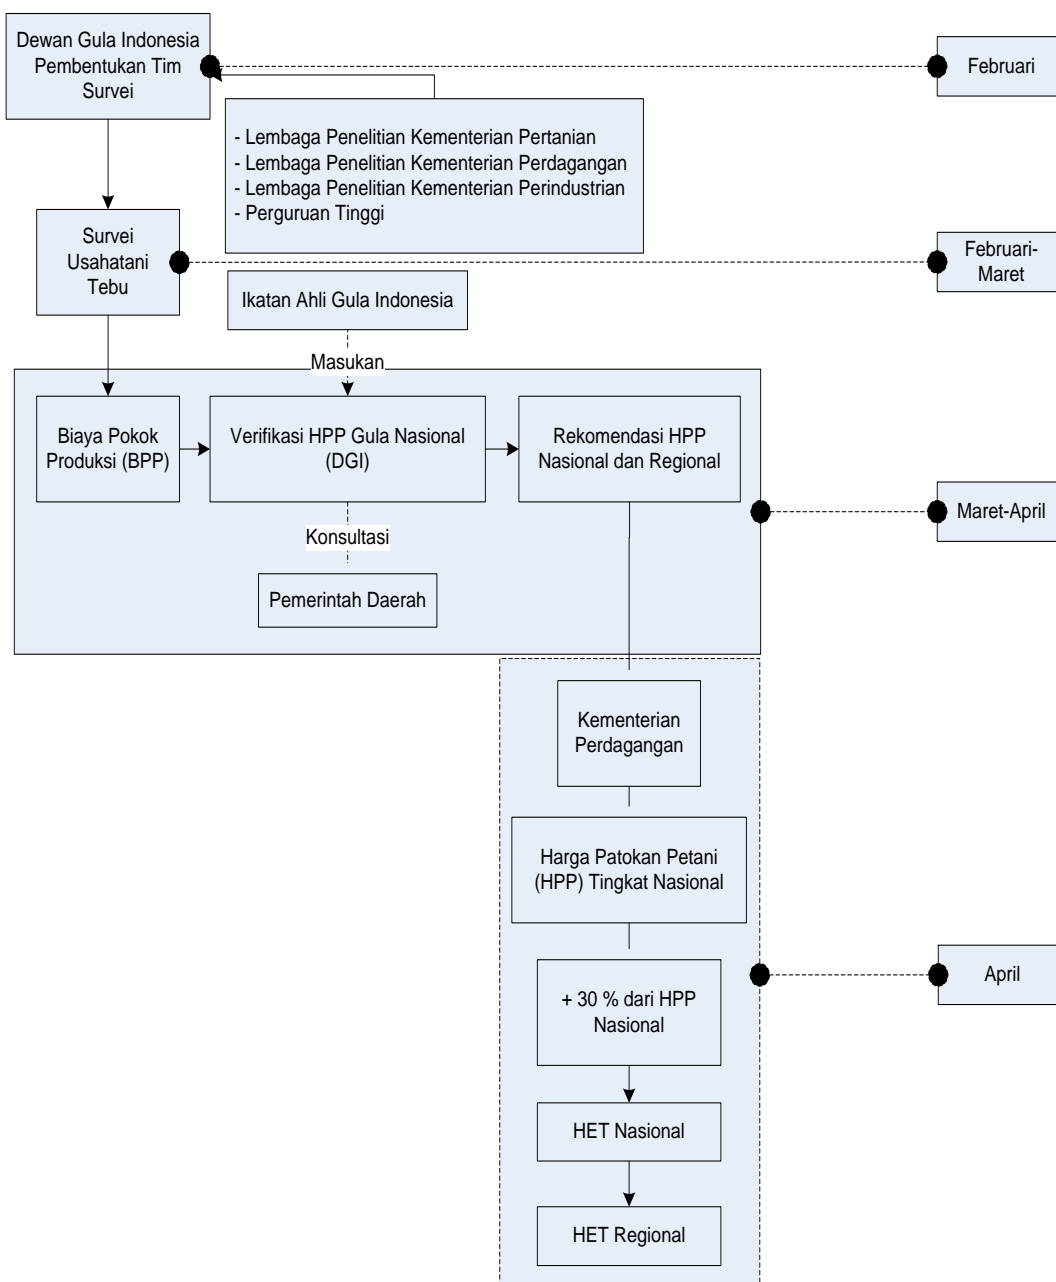 Dewan Gula Indonesia
Pembentukan Tim
Survei
Februari
- Lembaga Penelitian Kementerian Pertanian
- Lembaga Penelitian Kementerian Perdagangan
- Lembaga Penelitian Kementerian Perindustrian
- Perguruan Tinggi
Survei
Usahatani
Tebu
Februari-
Maret
Ikatan Ahli Gula Indonesia
Masukan
Biaya Pokok
Produksi (BPP)
Verifikasi HPP Gula Nasional
(DGI)
Rekomendasi HPP
Nasional dan Regional
Maret-April
Konsultasi
Pemerintah Daerah
Kementerian
Perdagangan
Harga Patokan Petani
(HPP) Tingkat Nasional
+ 30 % dari HPP
Nasional
April
HET Nasional
HET Regional